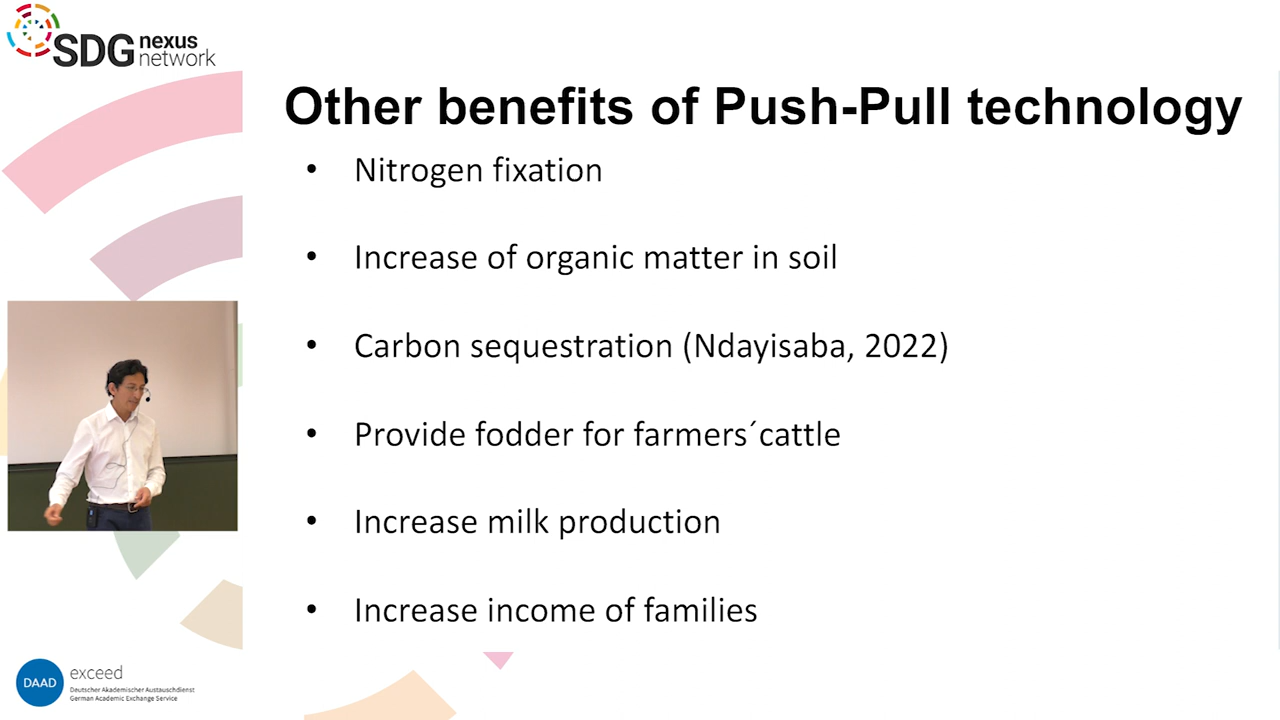 SDG nexus
network
Other benefits of Push-Pull technology
• Nitrogen fixation
• Increase of organic matter in soil
• Carbon sequestration (Ndayisaba, 2022)
• Provide fodder for farmers´cattle
• Increase milk production
• Increase income of families
DAAD
exceed
Deutscher Akademischer Austauschdienst
German Academic Exchange Service